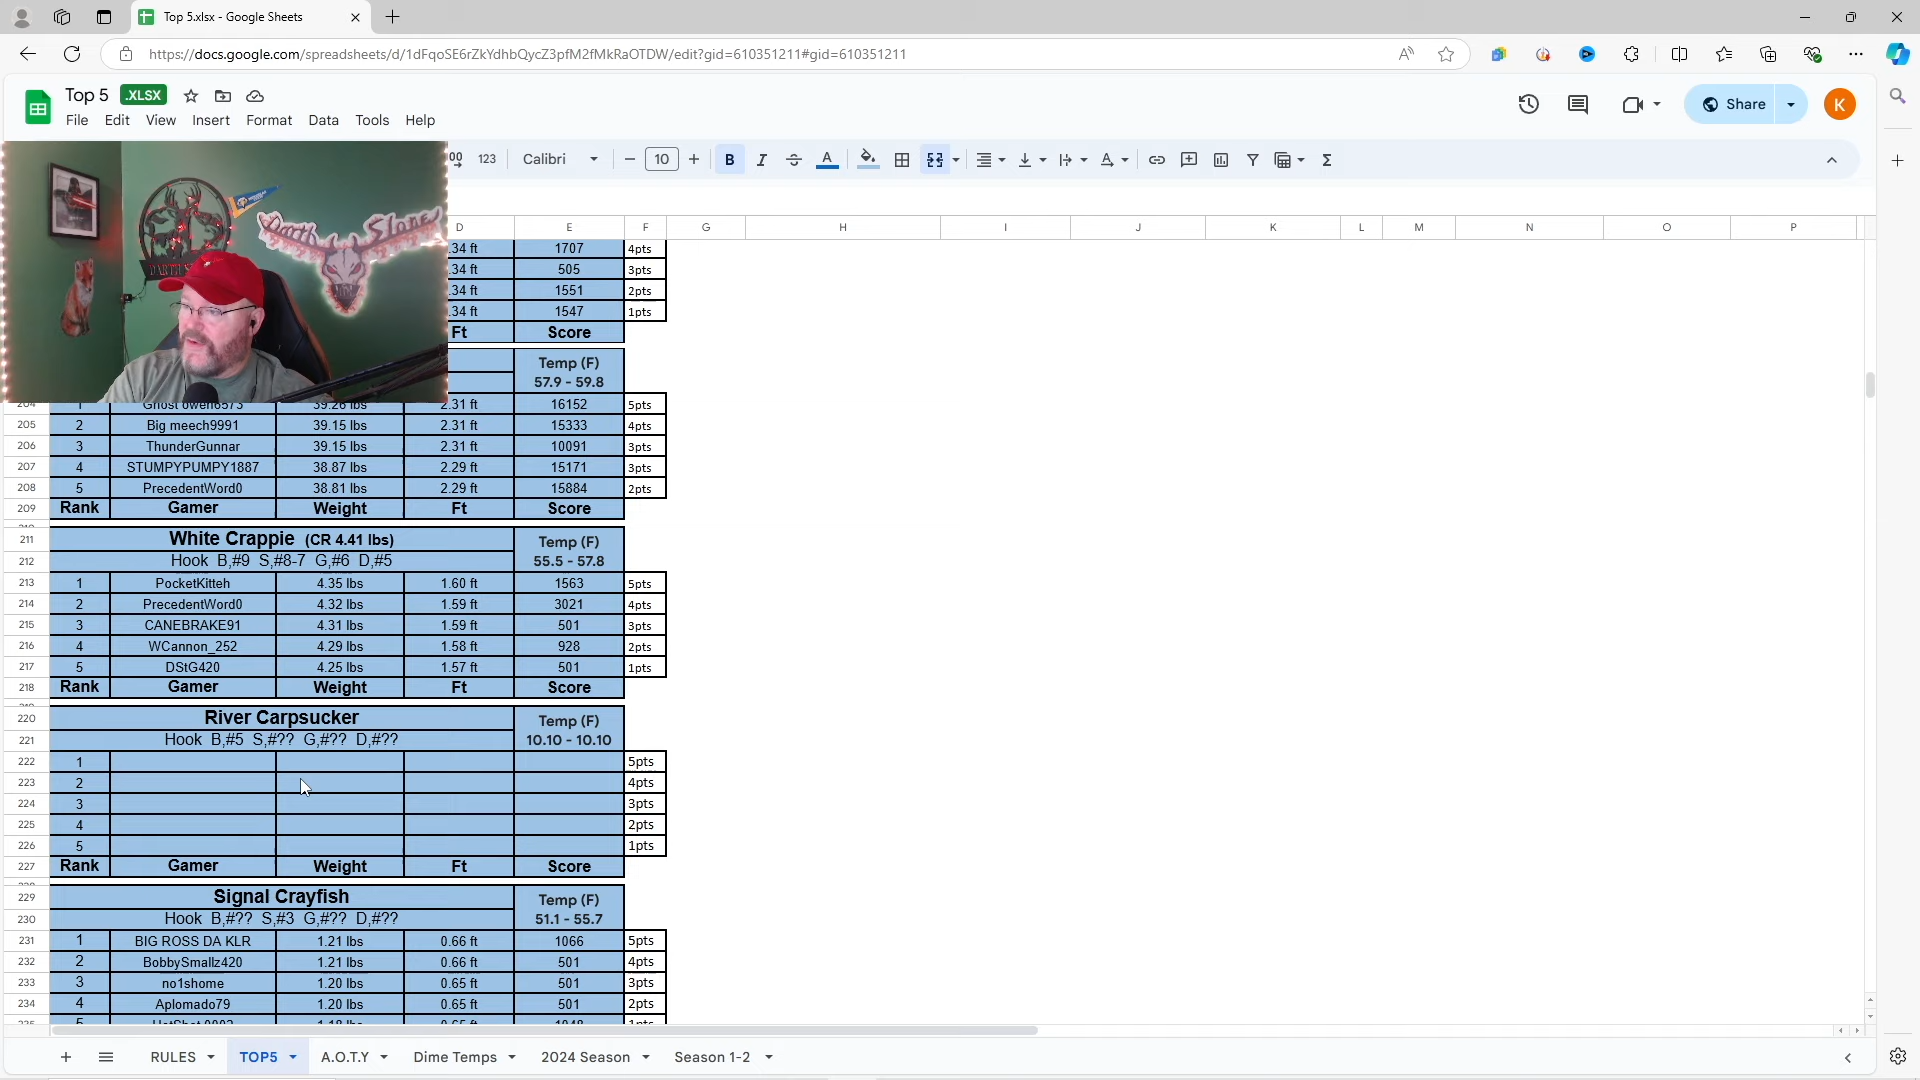 Top 5.xlsx - Google Sheets
https://docs.google.com/spreadsheets/d/1dFqoSE6rZkYdhbQycZ3pfM2fMkRaOTDW/edit?gid=610351211#gid=610351211
Top 5 .XLSX
File Edit View Insert Format Data Tools Help
Share K
123 Calibri 10 B I A
D E F G H I J K L M N O P
.34 ft 1707 4pts
.34 ft 505 3pts
.34 ft 1551 2pts
.34 ft 1547 1pts
Ft Score
Temp (F)
57.9 - 59.8
204 1 Ghost owen6573 39.26 lbs 2.31 ft 16152 5pts
205 2 Big meech9991 39.15 lbs 2.31 ft 15333 4pts
206 3 ThunderGunnar 39.15 lbs 2.31 ft 10091 3pts
207 4 STUMPYPUMPY1887 38.87 lbs 2.29 ft 15171 3pts
208 5 PrecedentWord0 38.81 lbs 2.29 ft 15884 2pts
209 Rank Gamer Weight Ft Score
211 White Crappie (CR 4.41 lbs) Temp (F)
212 Hook B,#9 S,#8-7 G,#6 D,#5 55.5 - 57.8
213 1 PocketKitteh 4.35 lbs 1.60 ft 1563 5pts
214 2 PrecedentWord0 4.32 lbs 1.59 ft 3021 4pts
215 3 CANEBRAKE91 4.31 lbs 1.59 ft 501 3pts
216 4 WCannon_252 4.29 lbs 1.58 ft 928 2pts
217 5 DStG420 4.25 lbs 1.57 ft 501 1pts
218 Rank Gamer Weight Ft Score
220 River Carpsucker Temp (F)
221 Hook B,#5 S,#?? G,#?? D,#?? 10.10 - 10.10
222 1 5pts
223 2 4pts
224 3 3pts
225 4 2pts
226 5 1pts
227 Rank Gamer Weight Ft Score
229 Signal Crayfish Temp (F)
230 Hook B,#?? S,#3 G,#?? D,#?? 51.1 - 55.7
231 1 BIG ROSS DA KLR 1.21 lbs 0.66 ft 1066 5pts
232 2 BobbySmallz420 1.21 lbs 0.66 ft 501 4pts
233 3 no1shome 1.20 lbs 0.65 ft 501 3pts
234 4 Aplomado79 1.20 lbs 0.65 ft 501 2pts
RULES TOP5 A.O.T.Y Dime Temps 2024 Season Season 1-2